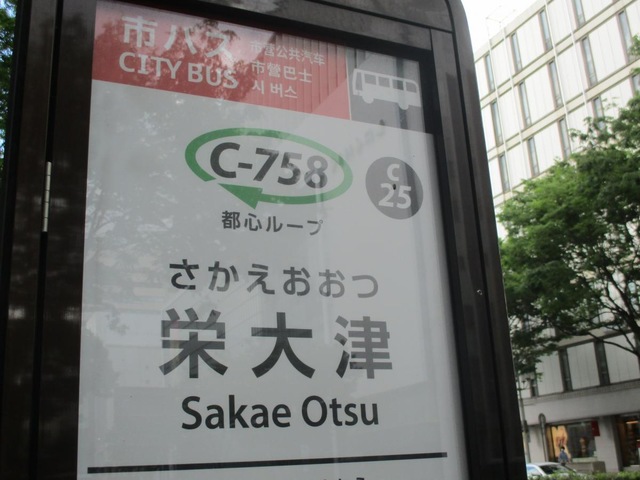 市バス
CITY BUS
市营公共汽车
市營巴士
시 버스
C-758
C
25
都心ループ
さかえおおつ
栄大津
Sakae Otsu